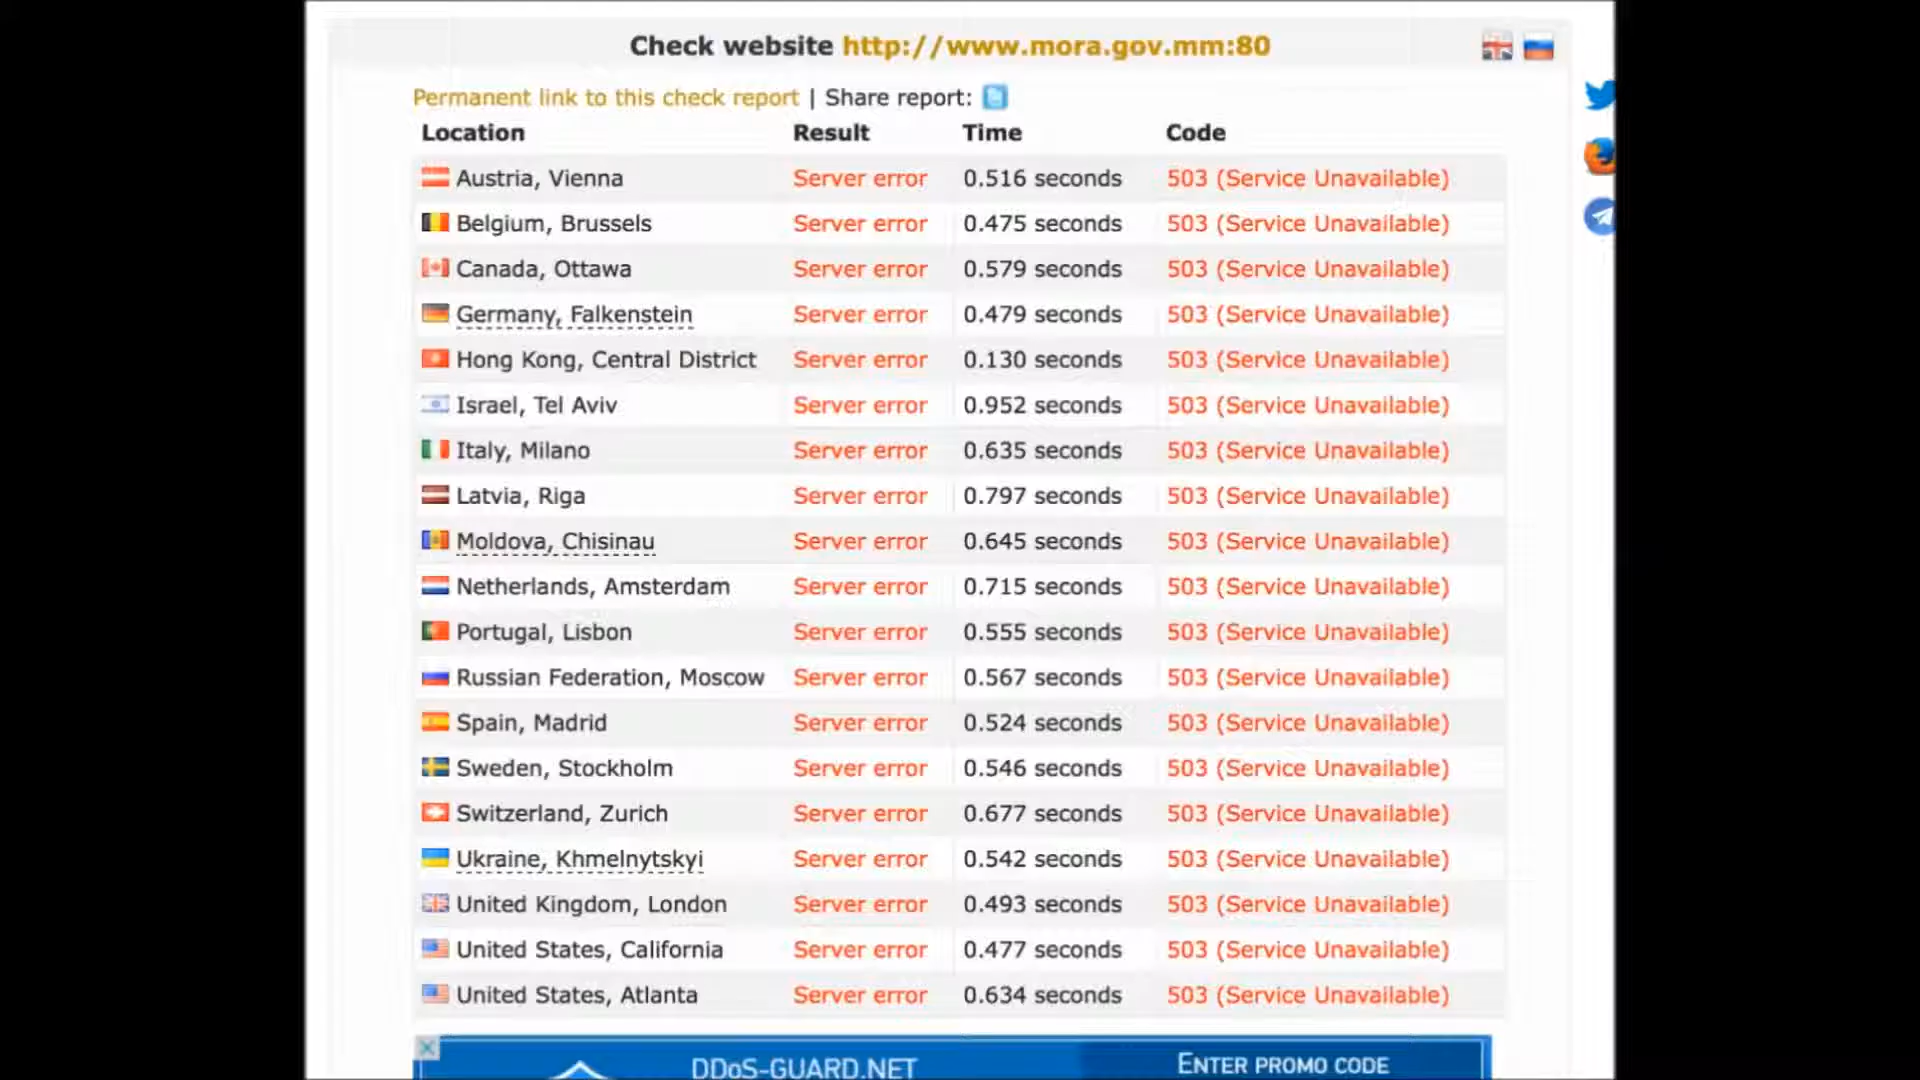 Check website http://www.mora.gov.mm:80
Permanent link to this check report | Share report:
Location Result Time Code
Austria, Vienna Server error 0.516 seconds 503 (Service Unavailable)
Belgium, Brussels Server error 0.475 seconds 503 (Service Unavailable)
Canada, Ottawa Server error 0.579 seconds 503 (Service Unavailable)
Germany, Falkenstein Server error 0.479 seconds 503 (Service Unavailable)
Hong Kong, Central District Server error 0.130 seconds 503 (Service Unavailable)
Israel, Tel Aviv Server error 0.952 seconds 503 (Service Unavailable)
Italy, Milano Server error 0.635 seconds 503 (Service Unavailable)
Latvia, Riga Server error 0.797 seconds 503 (Service Unavailable)
Moldova, Chisinau Server error 0.645 seconds 503 (Service Unavailable)
Netherlands, Amsterdam Server error 0.715 seconds 503 (Service Unavailable)
Portugal, Lisbon Server error 0.555 seconds 503 (Service Unavailable)
Russian Federation, Moscow Server error 0.567 seconds 503 (Service Unavailable)
Spain, Madrid Server error 0.524 seconds 503 (Service Unavailable)
Sweden, Stockholm Server error 0.546 seconds 503 (Service Unavailable)
Switzerland, Zurich Server error 0.677 seconds 503 (Service Unavailable)
Ukraine, Khmelnytskyi Server error 0.542 seconds 503 (Service Unavailable)
United Kingdom, London Server error 0.493 seconds 503 (Service Unavailable)
United States, California Server error 0.477 seconds 503 (Service Unavailable)
United States, Atlanta Server error 0.634 seconds 503 (Service Unavailable)
DDoS-GUARD.NET ENTER PROMO CODE